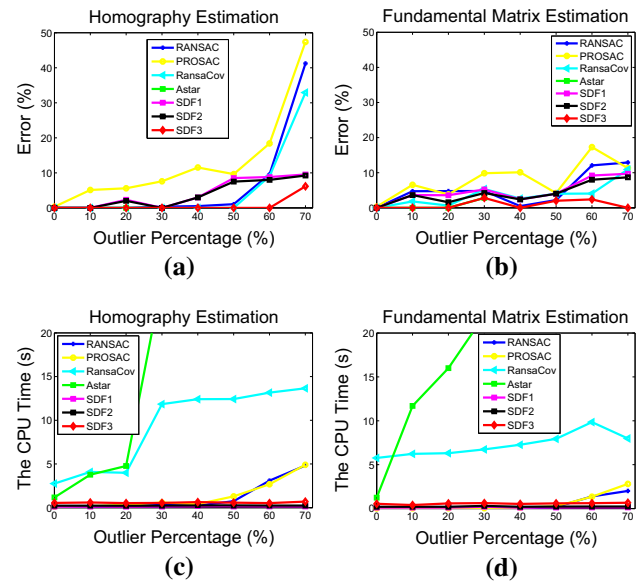 Homography Estimation
50
40
30
20
10
0
Error (%)
RANSAC
PROSAC
RansaCov
Astar
SDF1
SDF2
SDF3
0 10 20 30 40 50 60 70
Outlier Percentage (%)
(a)
Fundamental Matrix Estimation
50
40
30
20
10
0
Error (%)
RANSAC
PROSAC
RansaCov
Astar
SDF1
SDF2
SDF3
0 10 20 30 40 50 60 70
Outlier Percentage (%)
(b)
Homography Estimation
20
15
10
5
0
The CPU Time (s)
RANSAC
PROSAC
RansaCov
Astar
SDF1
SDF2
SDF3
0 10 20 30 40 50 60 70
Outlier Percentage (%)
(c)
Fundamental Matrix Estimation
20
15
10
5
0
The CPU Time (s)
RANSAC
PROSAC
RansaCov
Astar
SDF1
SDF2
SDF3
0 10 20 30 40 50 60 70
Outlier Percentage (%)
(d)